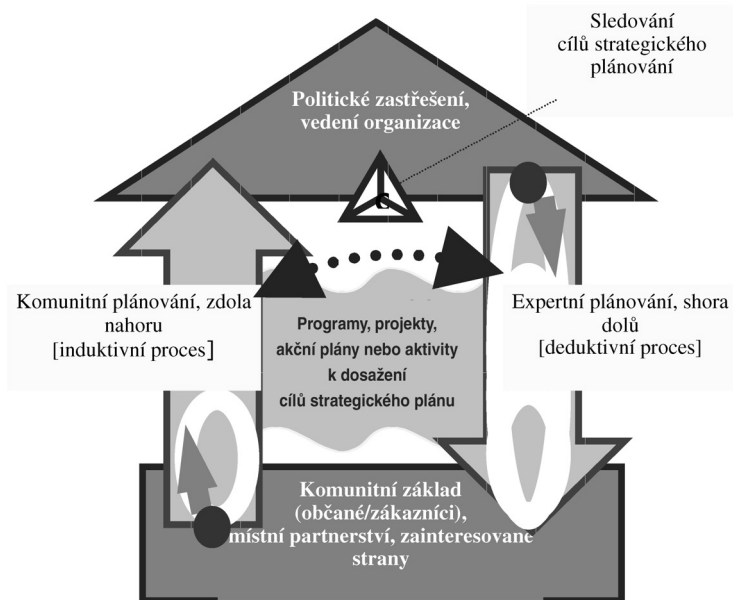 Sledování
cílů strategického
plánování
Politické zastřešení,
vedení organizace
C
Komunitní plánování, zdola
nahoru
[induktivní proces]
Expertní plánování, shora
dolů
[deduktivní proces]
Programy, projekty,
akční plány nebo aktivity
k dosažení
cílů strategického plánu
Komunitní základ
(občané/zákazníci),
místní partnerství, zainteresované
strany